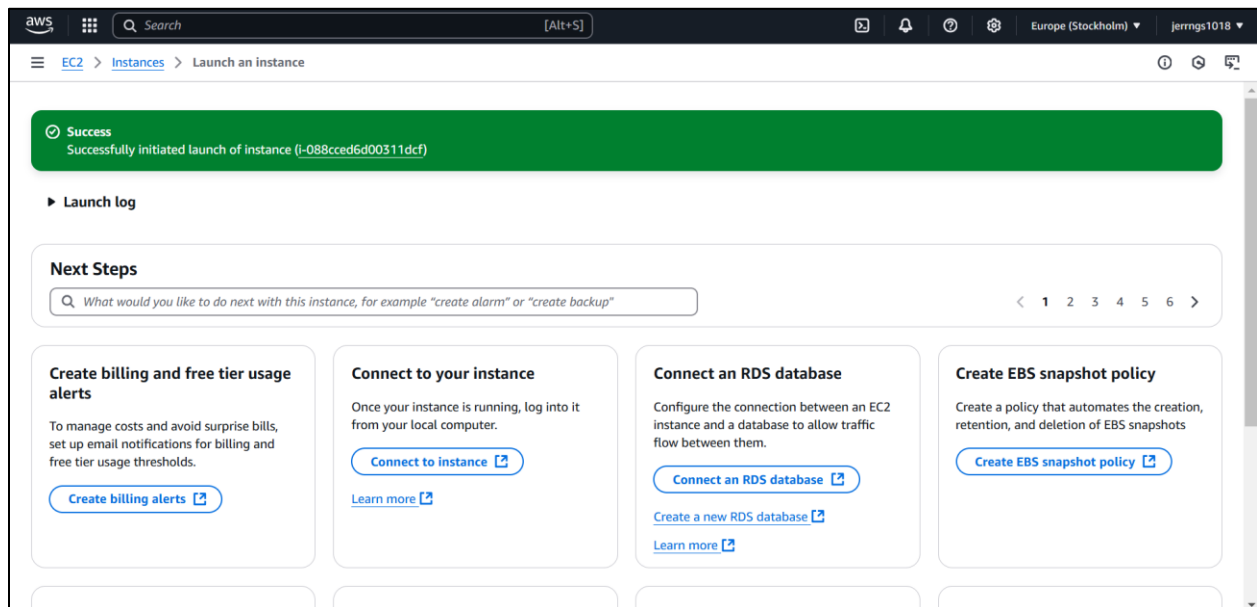 aws
Search
[Alt+S]
Europe (Stockholm) ▼
jerrngs1018 ▼
EC2 > Instances > Launch an instance
Success
Successfully initiated launch of instance (i-088cced6d00311dcf)
Launch log
Next Steps
What would you like to do next with this instance, for example "create alarm" or "create backup"
< 1 2 3 4 5 6 >
Create billing and free tier usage
alerts
To manage costs and avoid surprise bills,
set up email notifications for billing and
free tier usage thresholds.
Create billing alerts
Connect to your instance
Once your instance is running, log into it
from your local computer.
Connect to instance
Learn more
Connect an RDS database
Configure the connection between an EC2
instance and a database to allow traffic
flow between them.
Connect an RDS database
Create a new RDS database
Learn more
Create EBS snapshot policy
Create a policy that automates the creation,
retention, and deletion of EBS snapshots
Create EBS snapshot policy